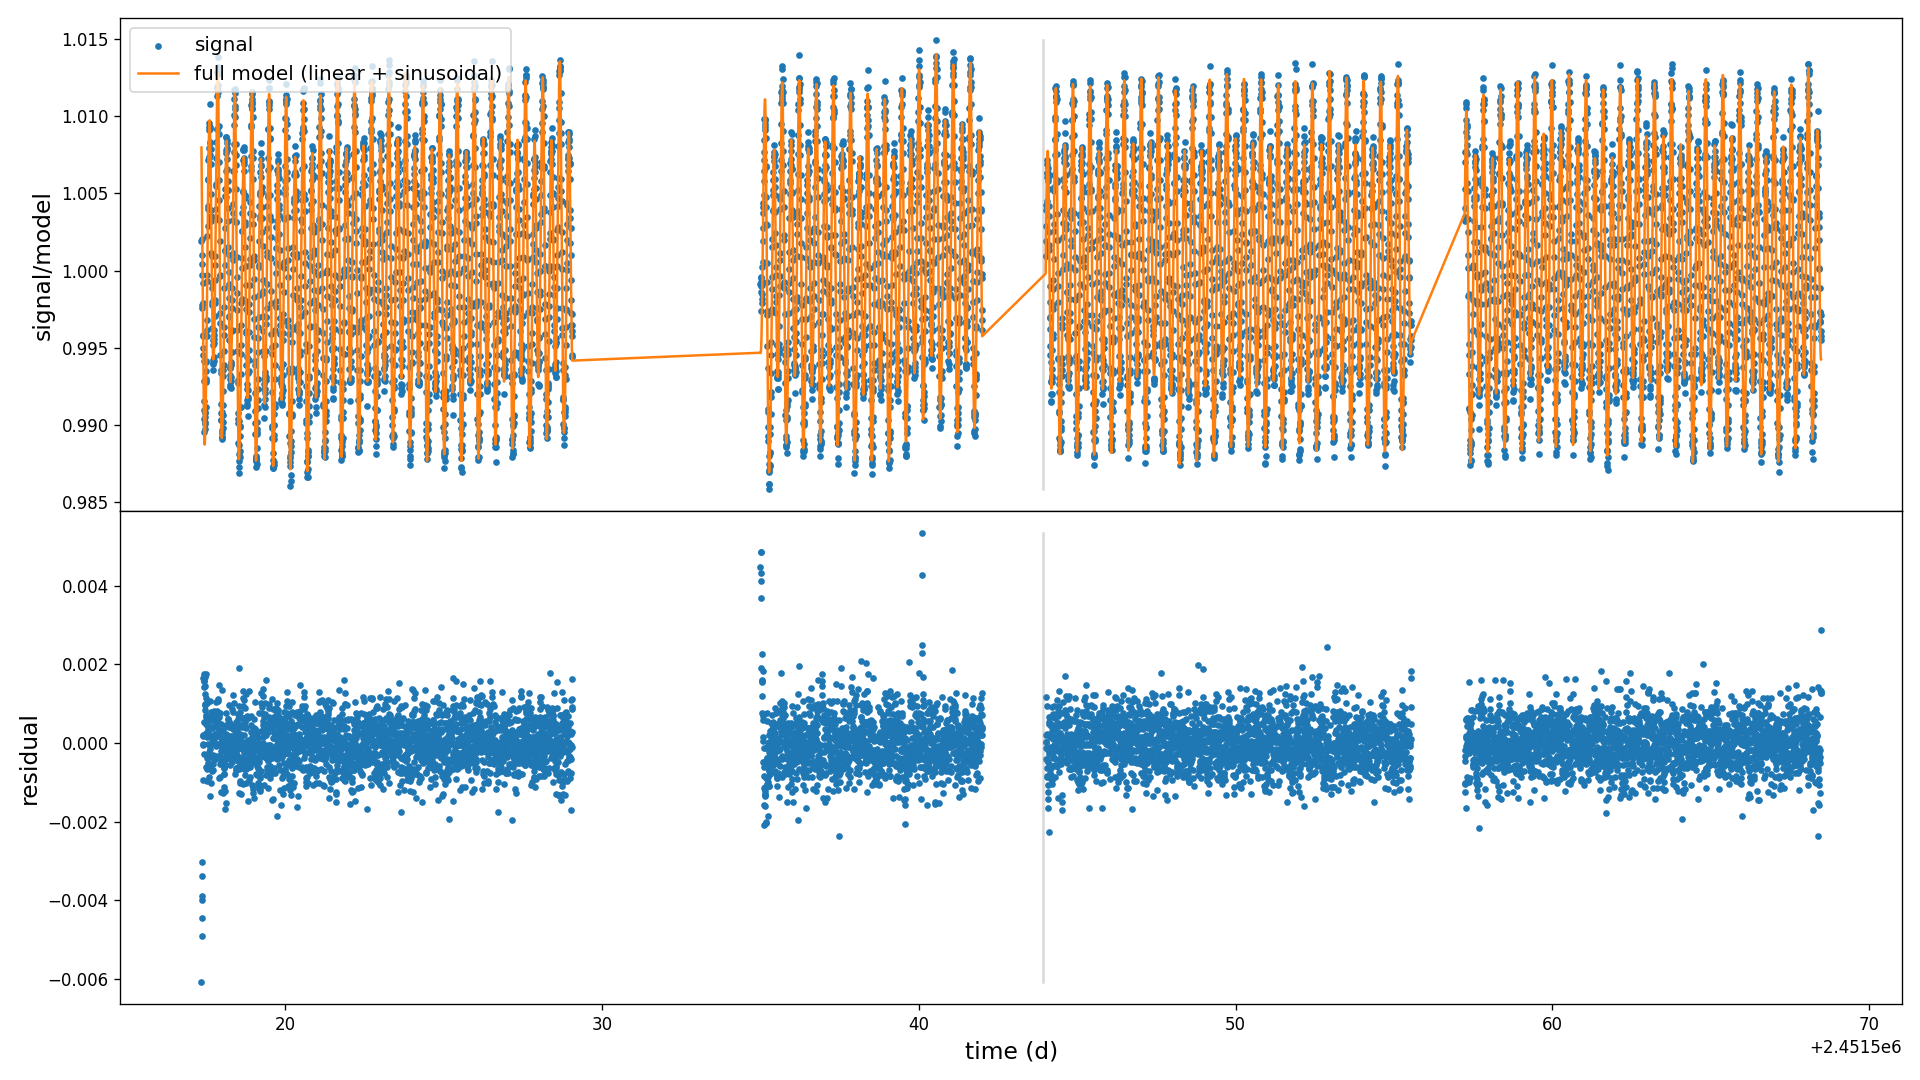 signal
full model (linear + sinusoidal)
signal/model
1.015
1.010
1.005
1.000
0.995
0.990
0.985
residual
0.004
0.002
0.000
−0.002
−0.004
−0.006
20 30 40 50 60 70
time (d)
+2.4515e6